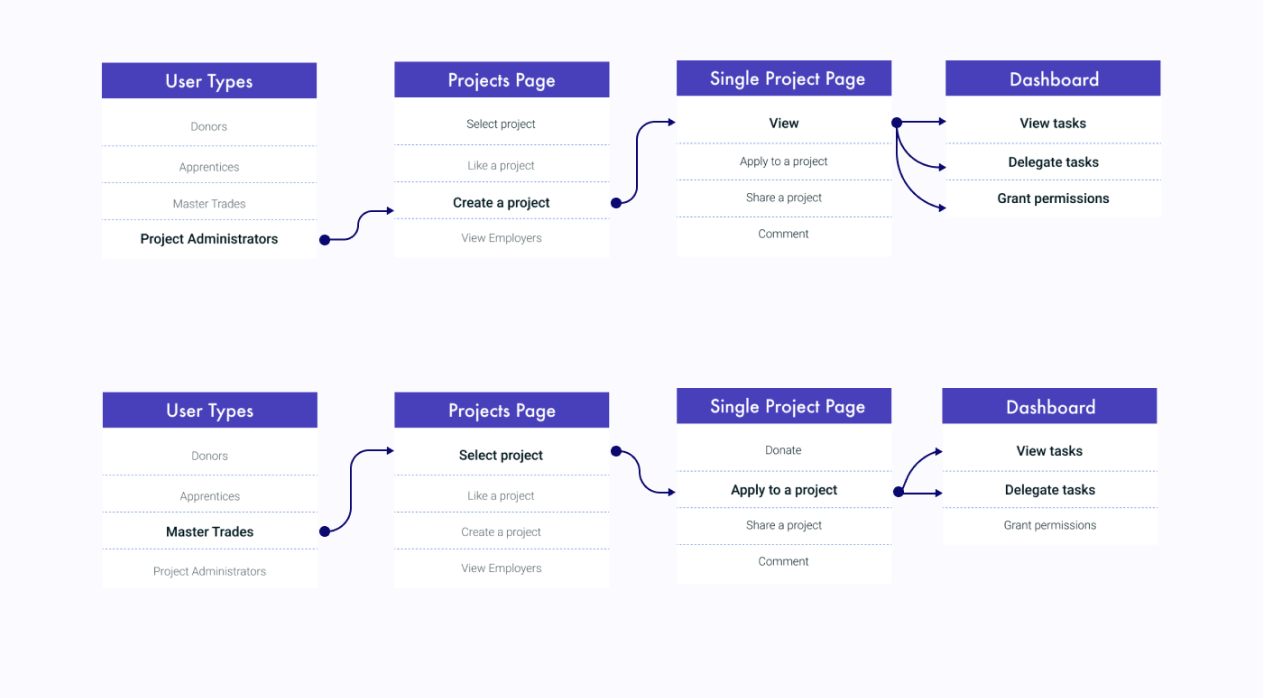 User Types
Donors
Apprentices
Master Trades
Project Administrators
Projects Page
Select project
Like a project
Create a project
View Employers
Single Project Page
View
Apply to a project
Share a project
Comment
Dashboard
View tasks
Delegate tasks
Grant permissions
User Types
Donors
Apprentices
Master Trades
Project Administrators
Projects Page
Select project
Like a project
Create a project
View Employers
Single Project Page
Donate
Apply to a project
Share a project
Comment
Dashboard
View tasks
Delegate tasks
Grant permissions